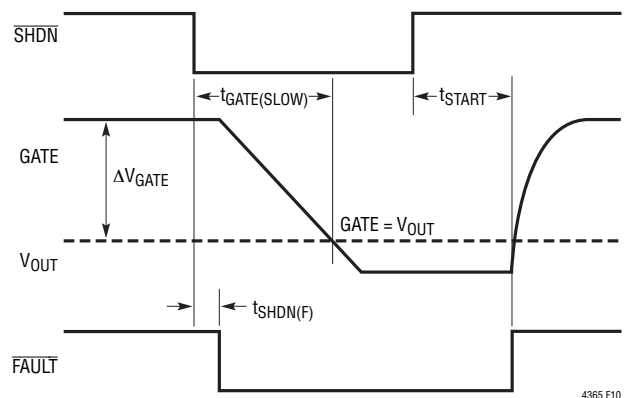 SHDN
tGATE(SLOW)
tSTART
GATE
ΔVGATE
GATE = VOUT
VOUT
tSHDN(F)
FAULT
4365 F10